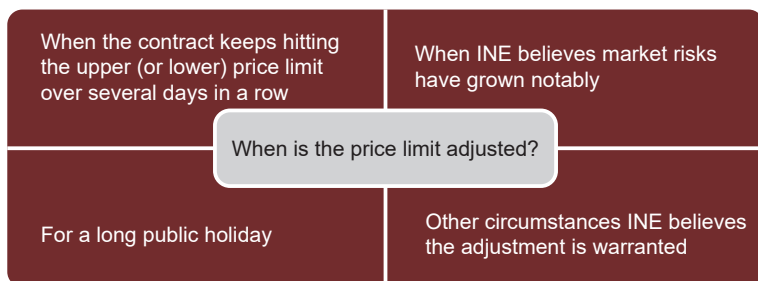 When the contract keeps hitting
the upper (or lower) price limit
over several days in a row
When INE believes market risks
have grown notably
When is the price limit adjusted?
For a long public holiday
Other circumstances INE believes
the adjustment is warranted